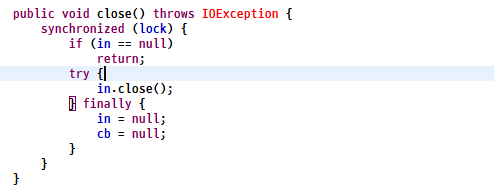 public void close() throws IOException {
    synchronized (lock) {
        if (in == null)
            return;
        try {
            in.close();
        } finally {
            in = null;
            cb = null;
        }
    }
}